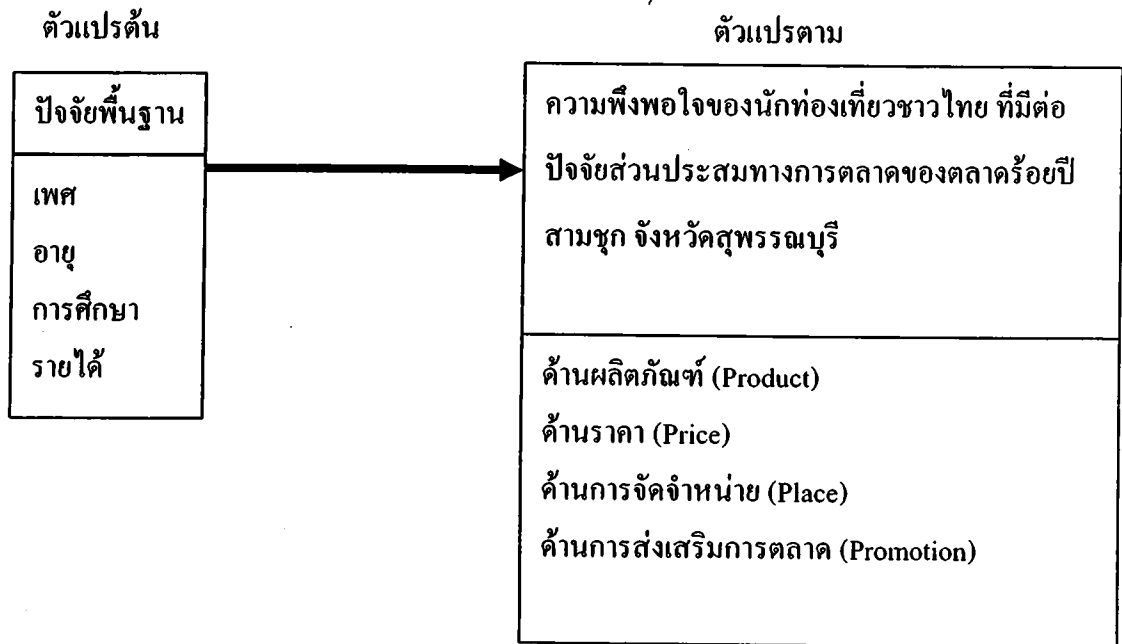 ตัวแปรต้น
ตัวแปรตาม
ปัจจัยพื้นฐาน
เพศ
อายุ
การศึกษา
รายได้
ความพึงพอใจของนักท่องเที่ยวชาวไทย ที่มีต่อ
ปัจจัยส่วนประสมทางการตลาดของตลาดร้อยปี
สามชุก จังหวัดสุพรรณบุรี
ด้านผลิตภัณฑ์ (Product)
ด้านราคา (Price)
ด้านการจัดจำหน่าย (Place)
ด้านการส่งเสริมการตลาด (Promotion)